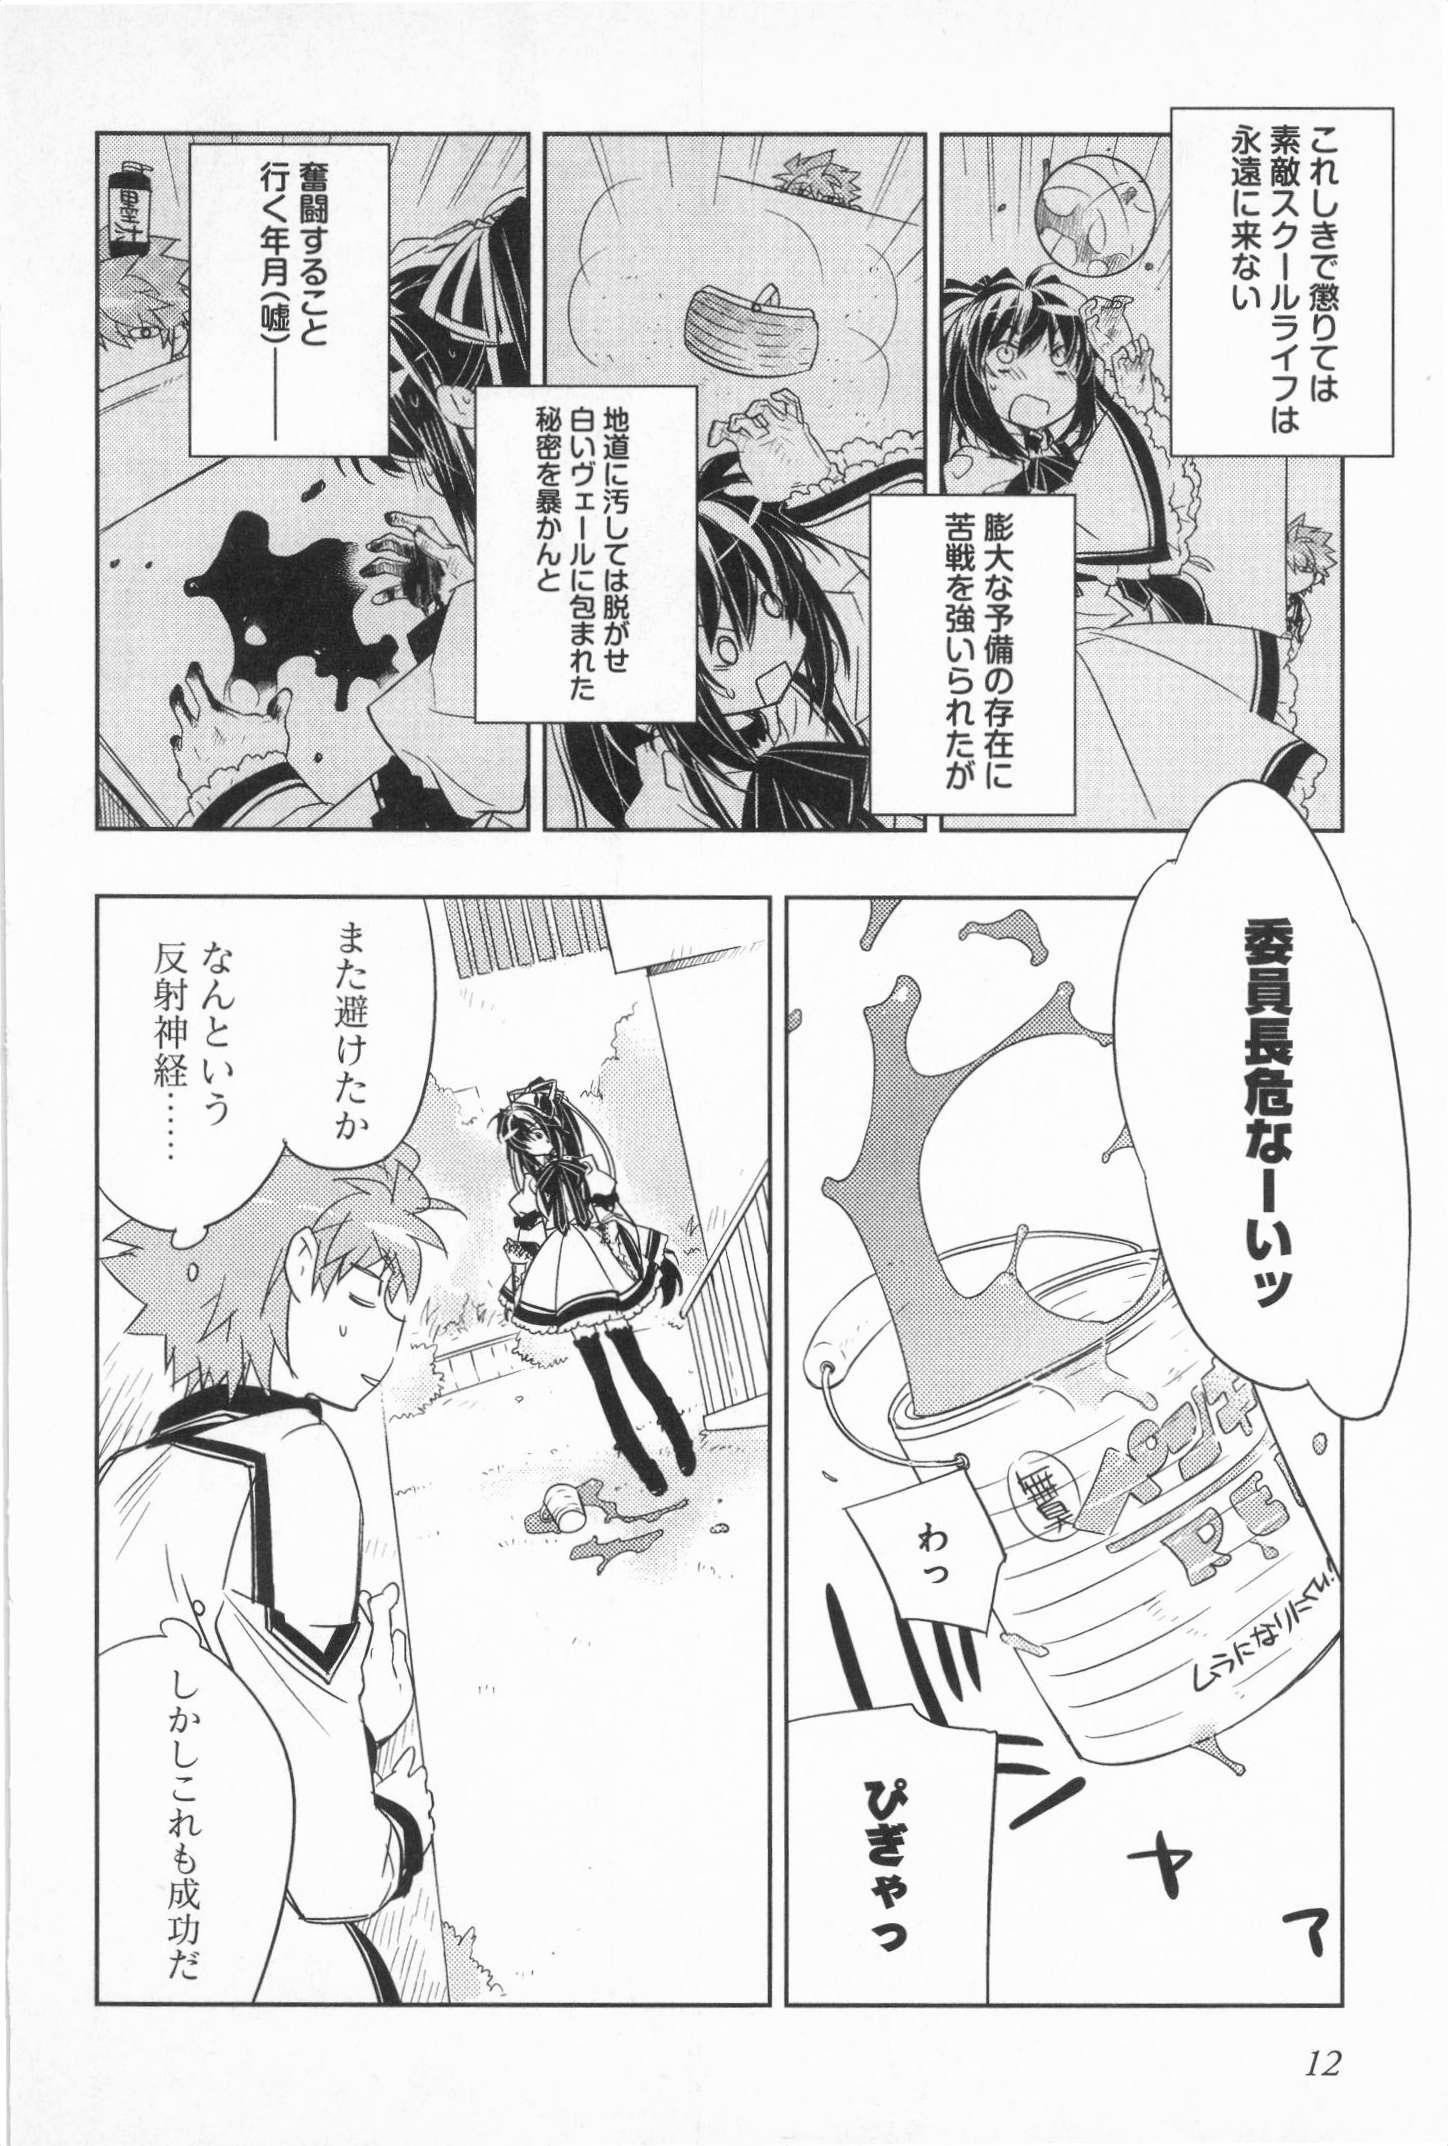 これしきで懲りては
素敵スクールライフは
永遠に来ない
膨大な予備の存在に
苦戦を強いられたが
地道に汚しては脱がせ
白いヴェールに包まれた
秘密を暴かんと
奮闘すること
行く年月(嘘)――
墨汁
委員長危なーいッ
無臭
ペンキ
わっ
ぴぎゃっ
ムラになりにくい
ヤ
ア
また避けたか
なんという
反射神経……
しかしこれも成功だ
12